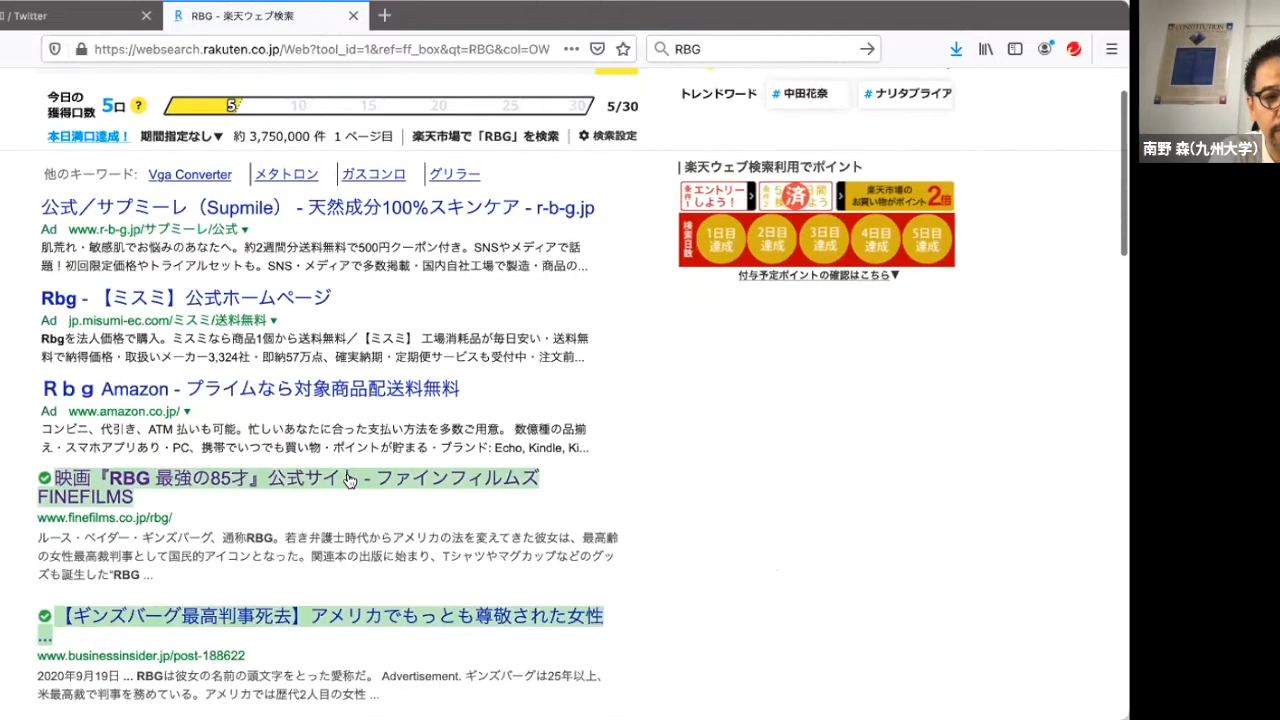 / Twitter
RBG - 楽天ウェブ検索
https://websearch.rakuten.co.jp/Web?tool_id=1&ref=ff_box&qt=RBG&col=OW
RBG
今日の
獲得口数 5口 ?
5 10 15 20 25 30
5/30
トレンドワード # 中田花奈 # ナリタブライア
本日満口達成！ 期間指定なし▼ 約 3,750,000 件 1 ページ目 楽天市場で「RBG」を検索 検索設定
他のキーワード: Vga Converter メタトロン ガスコンロ グリラー
公式／サプミーレ（Supmile） - 天然成分100%スキンケア - r-b-g.jp
Ad www.r-b-g.jp/サプミーレ/公式 ▼
肌荒れ・敏感肌でお悩みのあなたへ。約2週間分送料無料で500円クーポン付き。SNSやメディアで話
題！初回限定価格やトライアルセットも。SNS・メディアで多数掲載・国内自社工場で製造・商品の...
Rbg - 【ミスミ】公式ホームページ
Ad jp.misumi-ec.com/ミスミ/送料無料 ▼
Rbgを法人価格で購入。ミスミなら商品1個から送料無料／【ミスミ】 工場消耗品が毎日安い・送料無
料で納得価格・取扱いメーカー3,324社・即納57万点、確実納期・定期便サービスも受付中・注文前...
Ｒｂｇ Amazon - プライムなら対象商品配送料無料
Ad www.amazon.co.jp/ ▼
コンビニ、代引き、ATM 払いも可能。忙しいあなたに合った支払い方法を多数ご用意。 数億種の品揃
え・スマホアプリあり・PC、携帯でいつでも買い物・ポイントが貯まる・ブランド: Echo, Kindle, Ki...
映画『RBG 最強の85才』公式サイト - ファインフィルムズ
FINEFILMS
www.finefilms.co.jp/rbg/
ルース・ベイダー・ギンズバーグ、通称RBG。若き弁護士時代からアメリカの法を変えてきた彼女は、最高齢
の女性最高裁判事として国民的アイコンとなった。関連本の出版に始まり、Tシャツやマグカップなどのグッ
ズも誕生した“RBG ...
【ギンズバーグ最高判事死去】アメリカでもっとも尊敬された女性
...
www.businessinsider.jp/post-188622
2020年9月19日 ... RBGは彼女の名前の頭文字をとった愛称だ。 Advertisement. ギンズバーグは25年以上、
米最高裁で判事を務めている。アメリカでは歴代2人目の女性 ...
楽天ウェブ検索利用でポイント
エントリー
しよう！
済
楽天市場の
お買い物がポイント 2倍
検索日数
1日目
達成
2日目
達成
3日目
達成
4日目
達成
5日目
達成
付与予定ポイントの確認はこちら▼
CONSTITUTION
南野 森(九州大学)